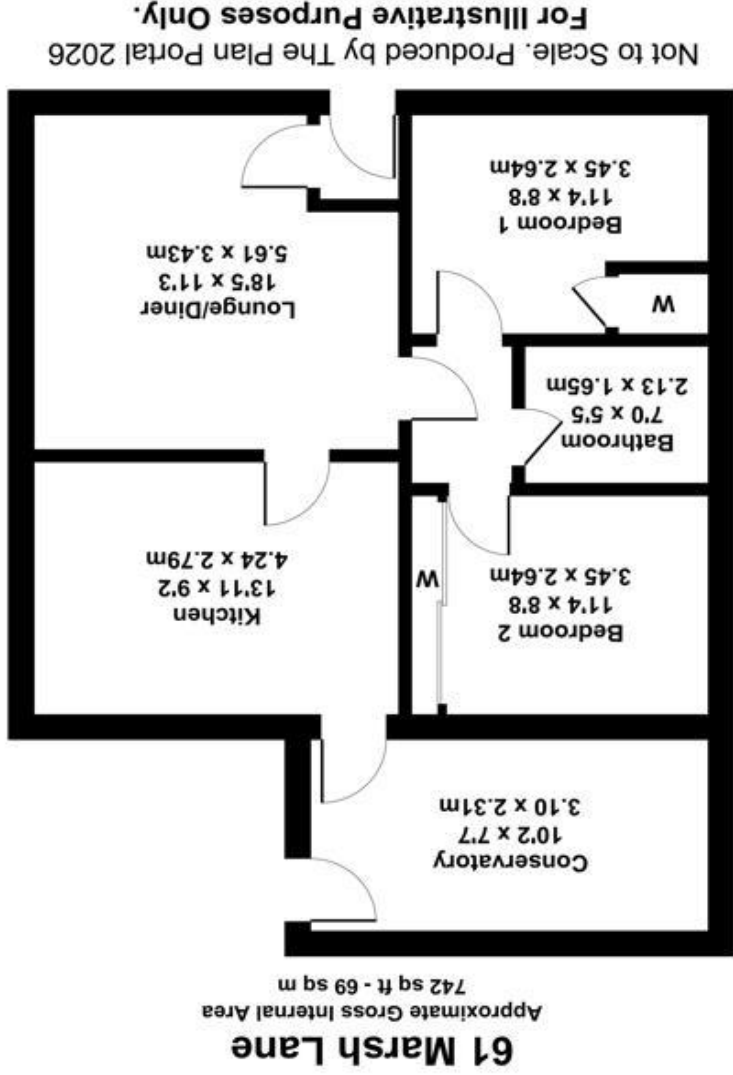 61 Marsh Lane
Approximate Gross Internal Area
742 sq ft - 69 sq m
Conservatory
10'2 x 7'7
3.10 x 2.31m
Bedroom 2
11'4 x 8'8
3.45 x 2.64m
W
Kitchen
13'11 x 9'2
4.24 x 2.79m
Bathroom
7'0 x 5'5
2.13 x 1.65m
W
Bedroom 1
11'4 x 8'8
3.45 x 2.64m
Lounge/Diner
18'5 x 11'3
5.61 x 3.43m
Not to Scale. Produced by The Plan Portal 2026
For Illustrative Purposes Only.